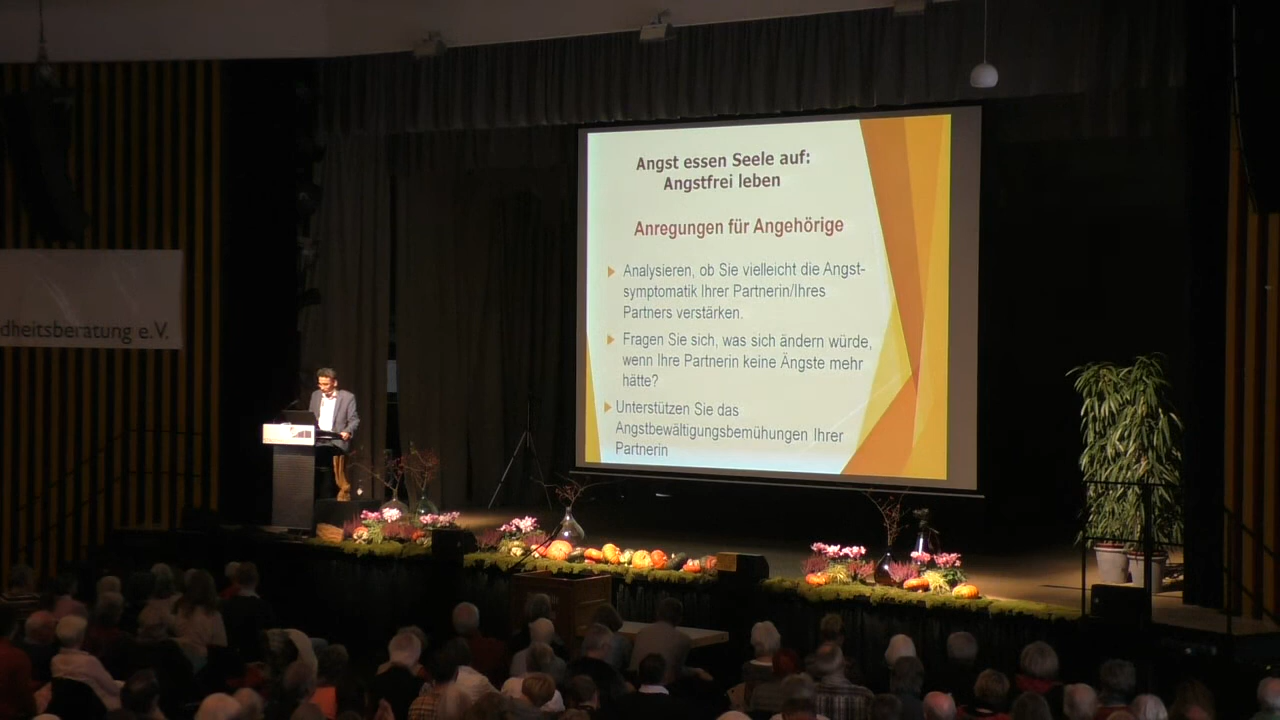 Angst essen Seele auf:
Angstfrei leben
Anregungen für Angehörige
Analysieren, ob Sie vielleicht die Angst-
symptomatik Ihrer Partnerin/Ihres
Partners verstärken.
Fragen Sie sich, was sich ändern würde,
wenn Ihre Partnerin keine Ängste mehr
hätte?
Unterstützen Sie das
Angstbewältigungsbemühungen Ihrer
Partnerin
dheitsberatung e.V.